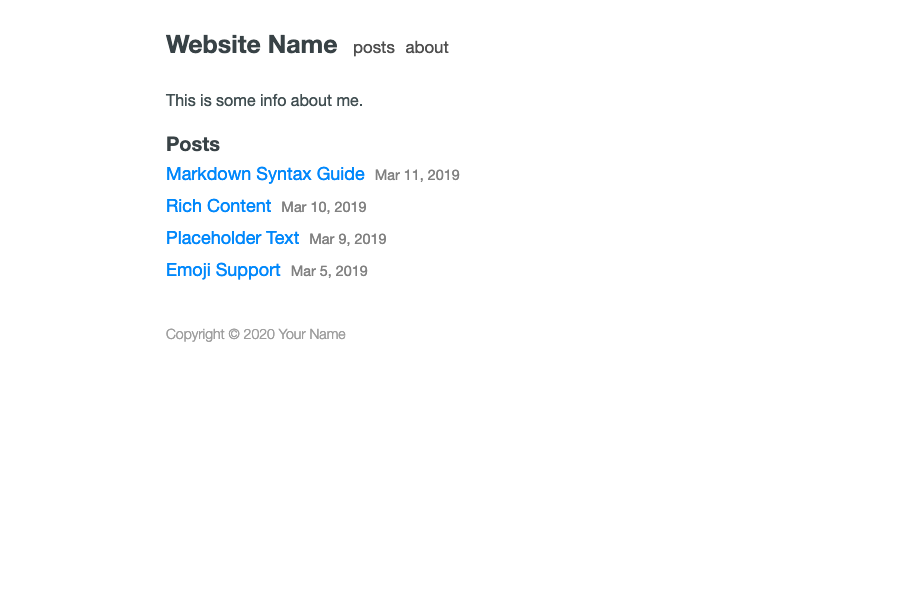 Website Name posts about
This is some info about me.
Posts
Markdown Syntax Guide Mar 11, 2019
Rich Content Mar 10, 2019
Placeholder Text Mar 9, 2019
Emoji Support Mar 5, 2019
Copyright © 2020 Your Name